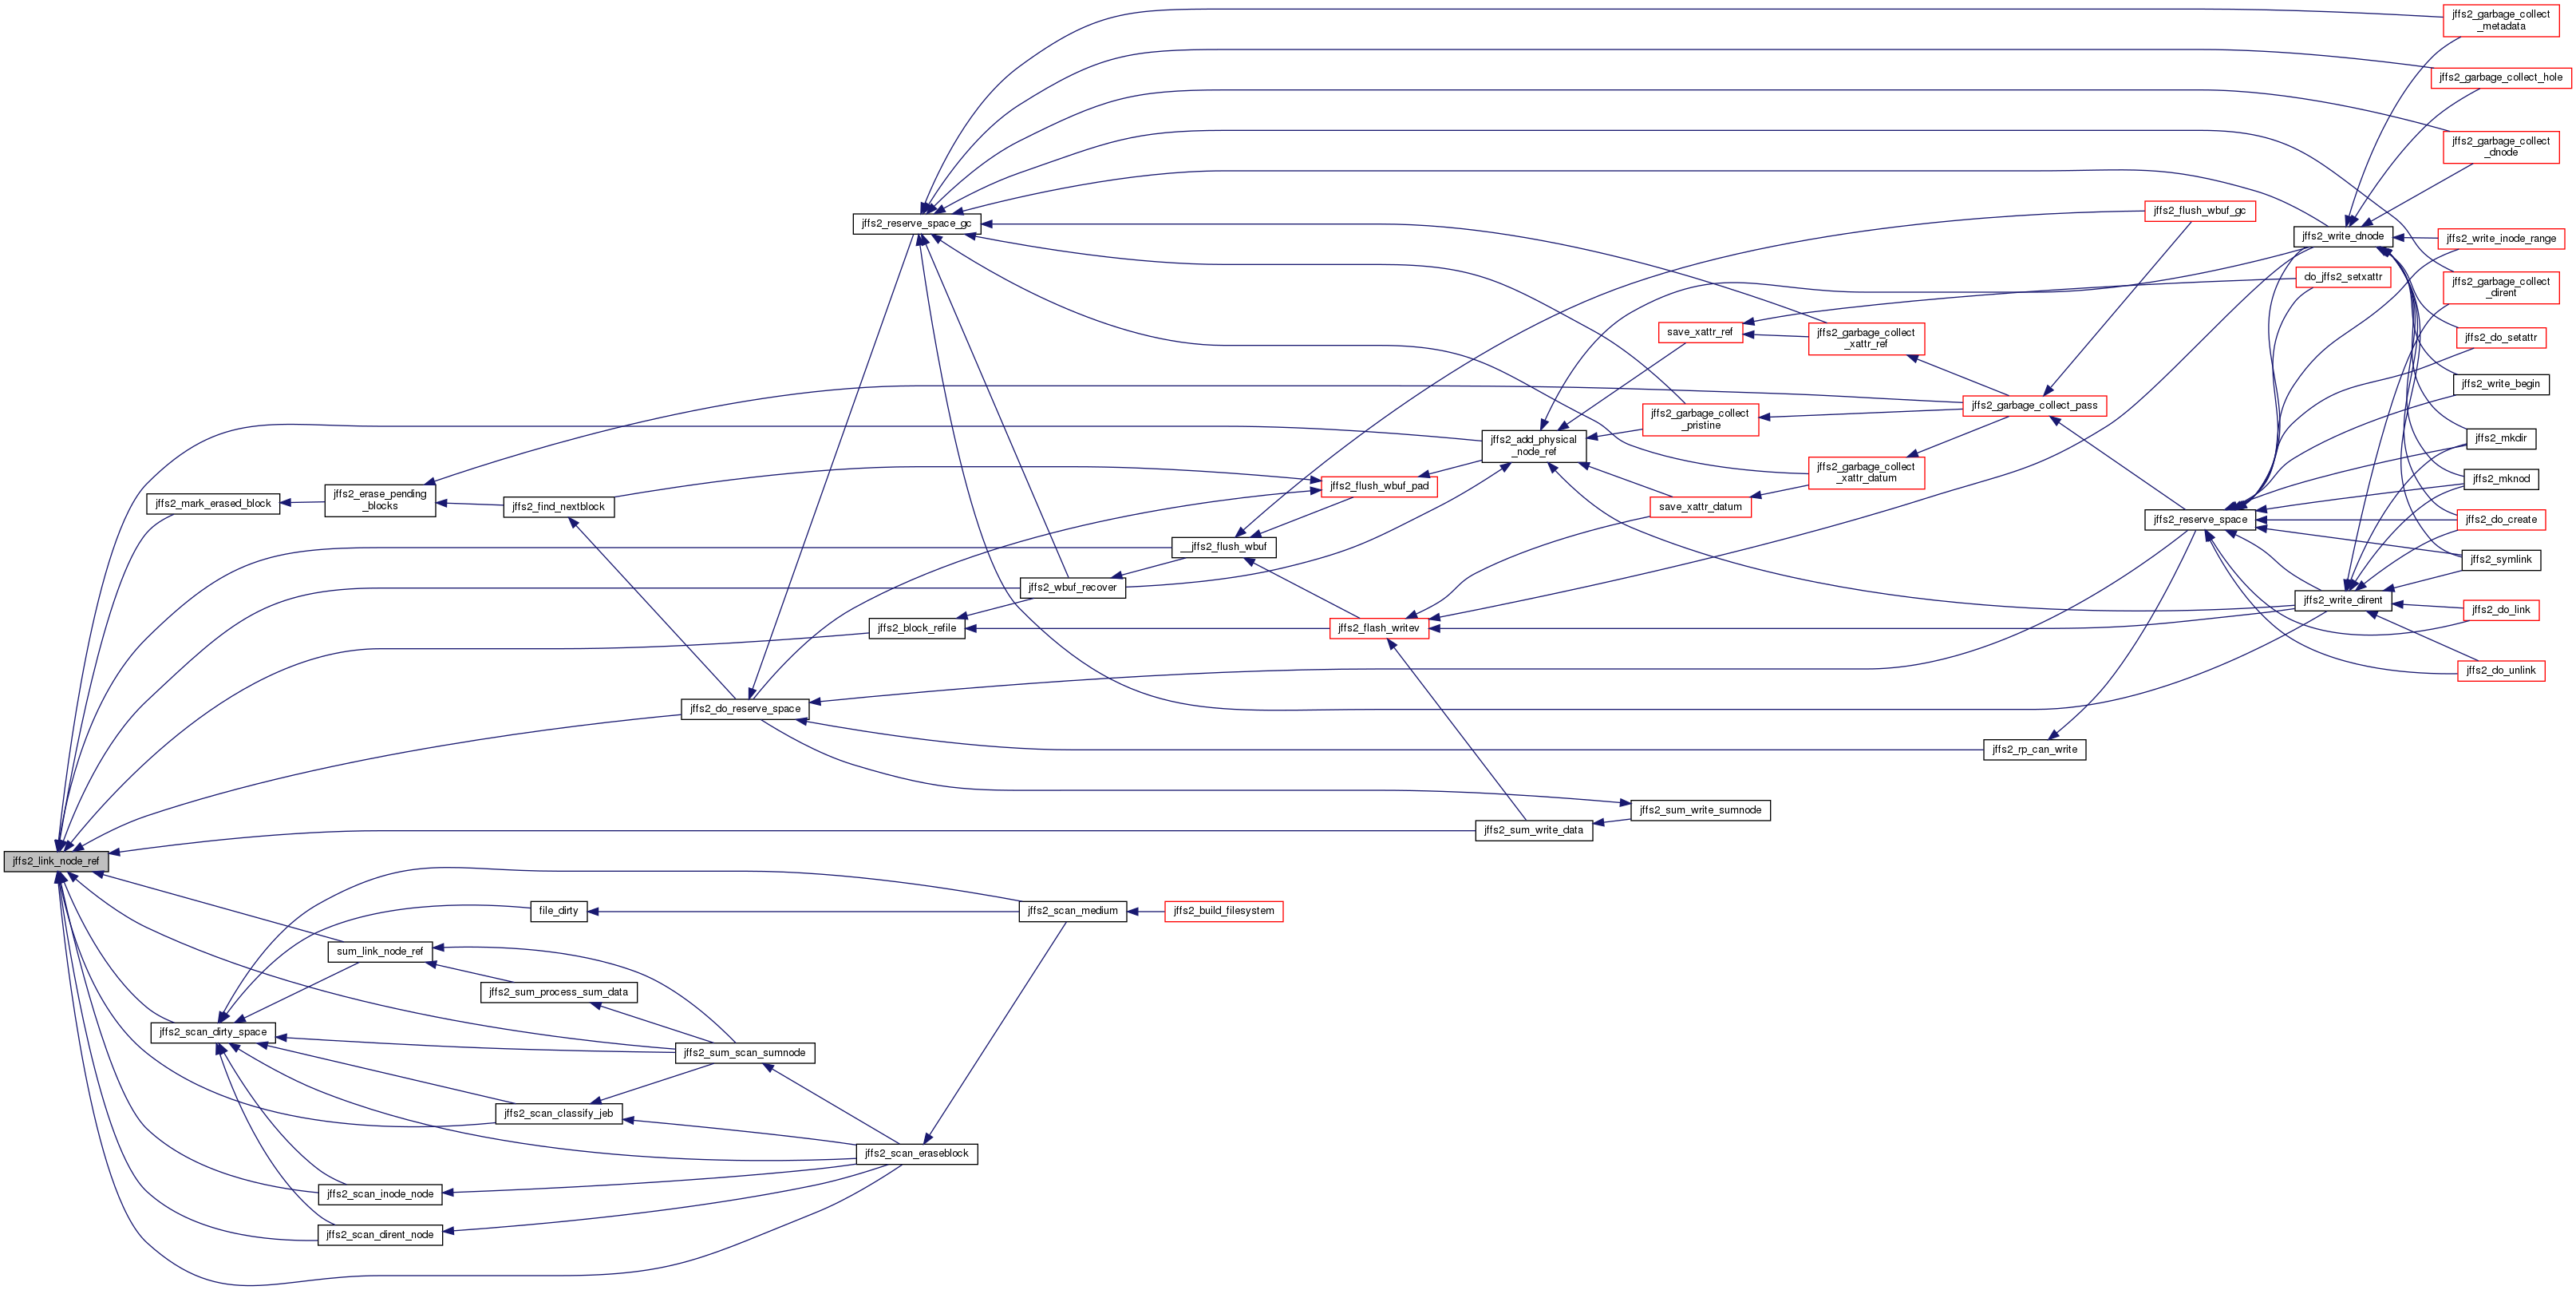 jffs2_garbage_collect
_metadata
jffs2_garbage_collect_hole
jffs2_garbage_collect
_dnode
jffs2_reserve_space_gc
jffs2_flush_wbuf_gc
jffs2_write_dnode
jffs2_write_inode_range
do_jffs2_setxattr
jffs2_garbage_collect
_dirent
save_xattr_ref
jffs2_garbage_collect
_xattr_ref
jffs2_do_setattr
jffs2_write_begin
jffs2_garbage_collect_pass
jffs2_garbage_collect
_pristine
jffs2_add_physical
_node_ref
jffs2_mkdir
jffs2_garbage_collect
_xattr_datum
jffs2_mknod
jffs2_flush_wbuf_pad
jffs2_mark_erased_block
jffs2_erase_pending
_blocks
jffs2_find_nextblock
save_xattr_datum
jffs2_reserve_space
jffs2_do_create
__jffs2_flush_wbuf
jffs2_symlink
jffs2_wbuf_recover
jffs2_write_dirent
jffs2_do_link
jffs2_block_refile
jffs2_flash_writev
jffs2_do_unlink
jffs2_do_reserve_space
jffs2_rp_can_write
jffs2_sum_write_sumnode
jffs2_sum_write_data
jffs2_link_node_ref
file_dirty
jffs2_scan_medium
jffs2_build_filesystem
sum_link_node_ref
jffs2_sum_process_sum_data
jffs2_scan_dirty_space
jffs2_sum_scan_sumnode
jffs2_scan_classify_jeb
jffs2_scan_eraseblock
jffs2_scan_inode_node
jffs2_scan_dirent_node